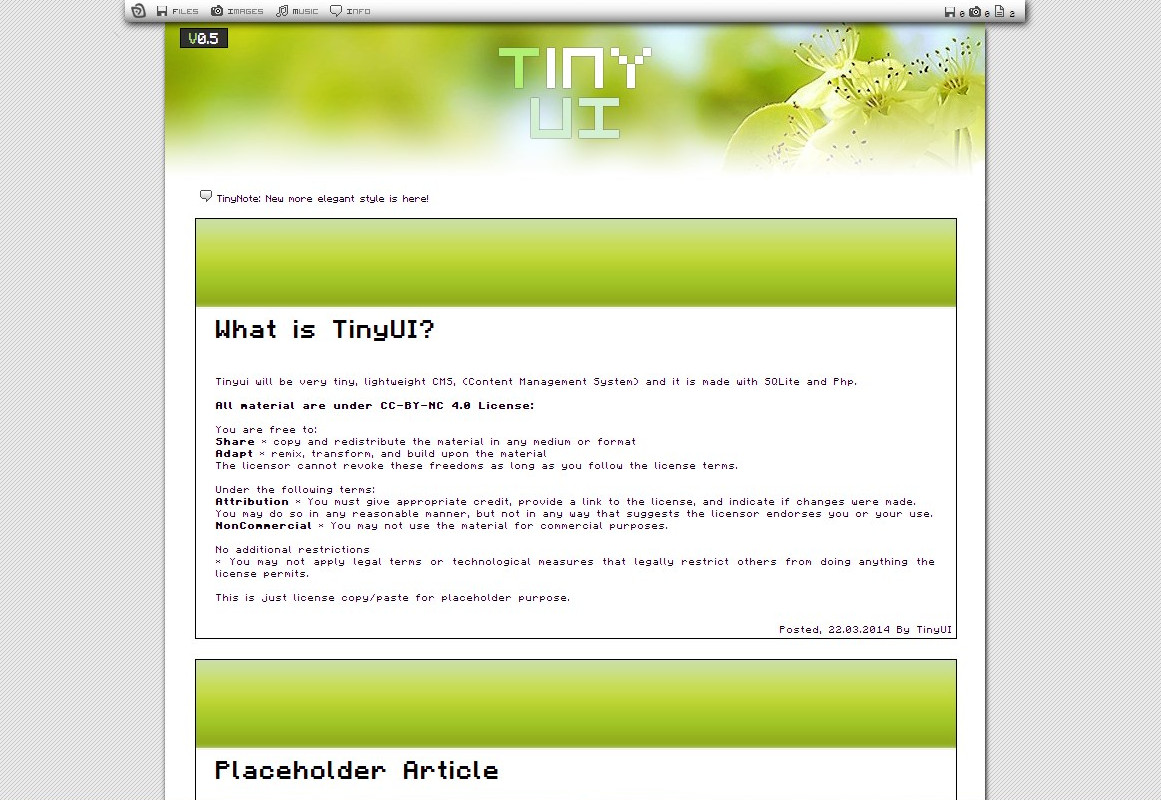 FILES IMAGES MUSIC INFO 0 0 2
V0.5
TINY
UI
TinyNote: New more elegant style is here!
What is TinyUI?
Tinyui will be very tiny, lightweight CMS, (Content Management System) and it is made with SQLite and Php.
All material are under CC-BY-NC 4.0 License:
You are free to:
Share * copy and redistribute the material in any medium or format
Adapt * remix, transform, and build upon the material
The licensor cannot revoke these freedoms as long as you follow the license terms.
Under the following terms:
Attribution * You must give appropriate credit, provide a link to the license, and indicate if changes were made.
You may do so in any reasonable manner, but not in any way that suggests the licensor endorses you or your use.
NonCommercial * You may not use the material for commercial purposes.
No additional restrictions
* You may not apply legal terms or technological measures that legally restrict others from doing anything the
license permits.
This is just license copy/paste for placeholder purpose.
Posted, 22.03.2014 By TinyUI
Placeholder Article